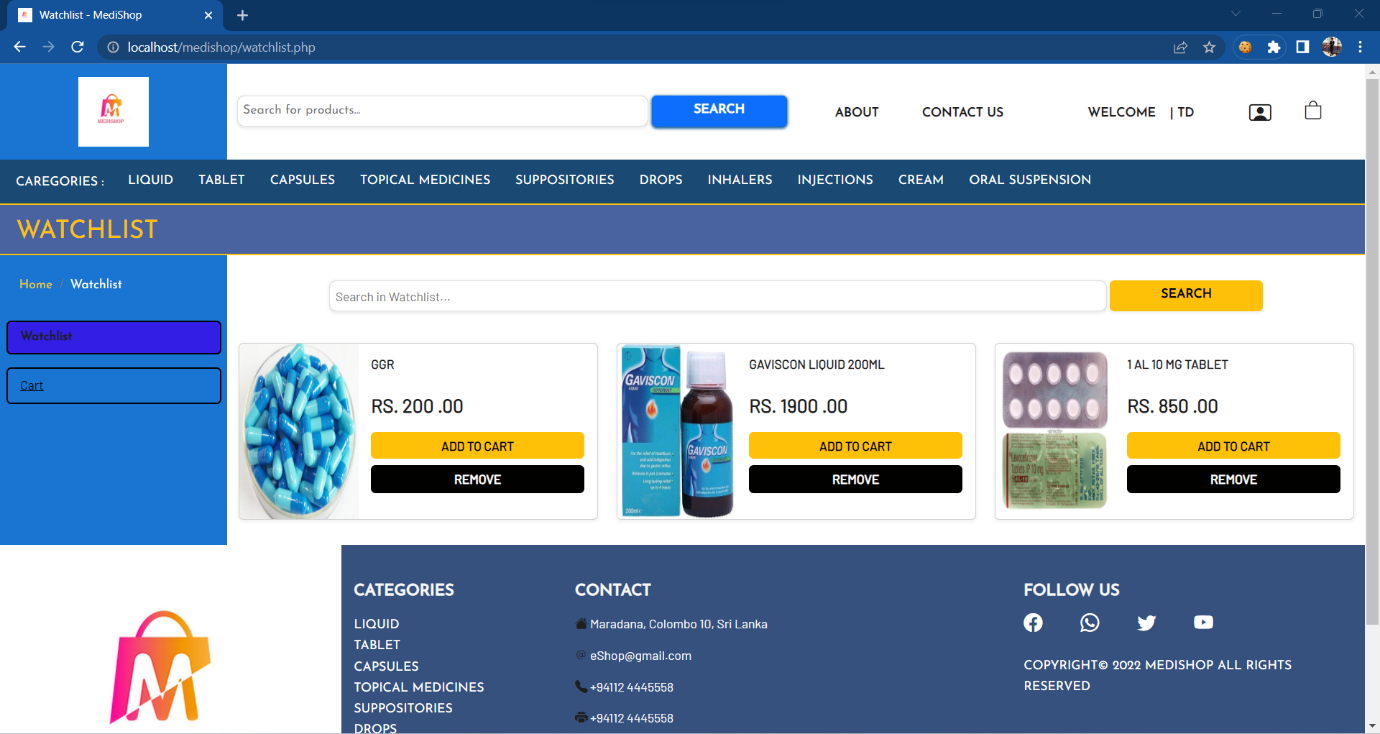 Watchlist - MediShop
localhost/medishop/watchlist.php
MEDISHOP
Search for products...
SEARCH
ABOUT
CONTACT US
WELCOME | TD
CAREGORIES :
LIQUID
TABLET
CAPSULES
TOPICAL MEDICINES
SUPPOSITORIES
DROPS
INHALERS
INJECTIONS
CREAM
ORAL SUSPENSION
WATCHLIST
Home / Watchlist
Watchlist
Cart
Search in Watchlist...
SEARCH
GGR
RS. 200 .00
ADD TO CART
REMOVE
GAVISCON
GAVISCON
GAVISCON LIQUID 200ML
RS. 1900 .00
ADD TO CART
REMOVE
1 AL 10 MG TABLET
RS. 850 .00
ADD TO CART
REMOVE
CATEGORIES
LIQUID
TABLET
CAPSULES
TOPICAL MEDICINES
SUPPOSITORIES
DROPS
CONTACT
Maradana, Colombo 10, Sri Lanka
@ eShop@gmail.com
+94112 4445558
+94112 4445558
FOLLOW US
COPYRIGHT© 2022 MEDISHOP ALL RIGHTS
RESERVED